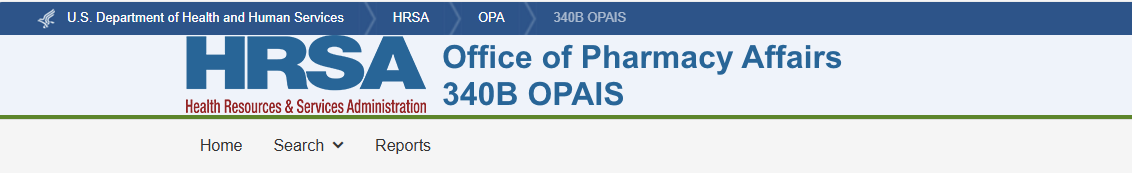 U.S. Department of Health and Human Services HRSA OPA 340B OPAIS
HRSA
Health Resources & Services Administration
Office of Pharmacy Affairs
340B OPAIS
Home Search Reports